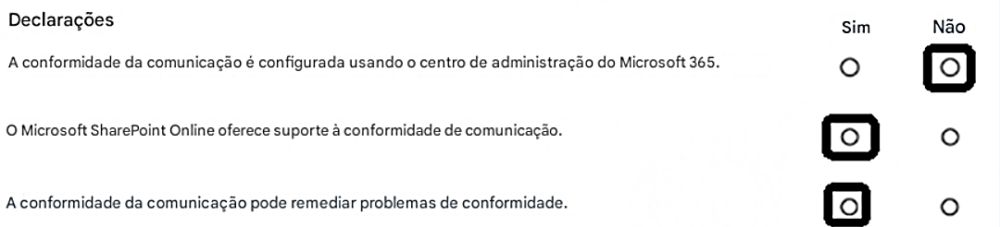 Declarações
Sim Não
A conformidade da comunicação é configurada usando o centro de administração do Microsoft 365.
O Microsoft SharePoint Online oferece suporte à conformidade de comunicação.
A conformidade da comunicação pode remediar problemas de conformidade.